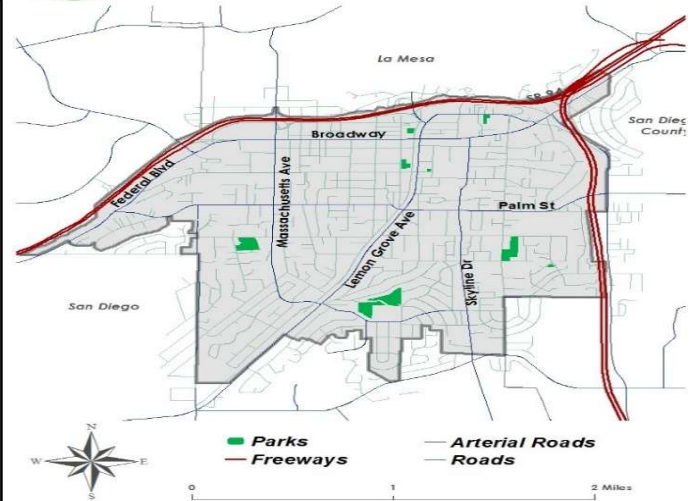 La Mesa
SR 94
San Dieg
County
Broadway
Federal Blvd
Massachusetts Ave
Palm St
Lemon Grove Ave
Skyline Dr
San Diego
N
W
E
S
Parks
Freeways
Arterial Roads
Roads
0
1
2 Miles